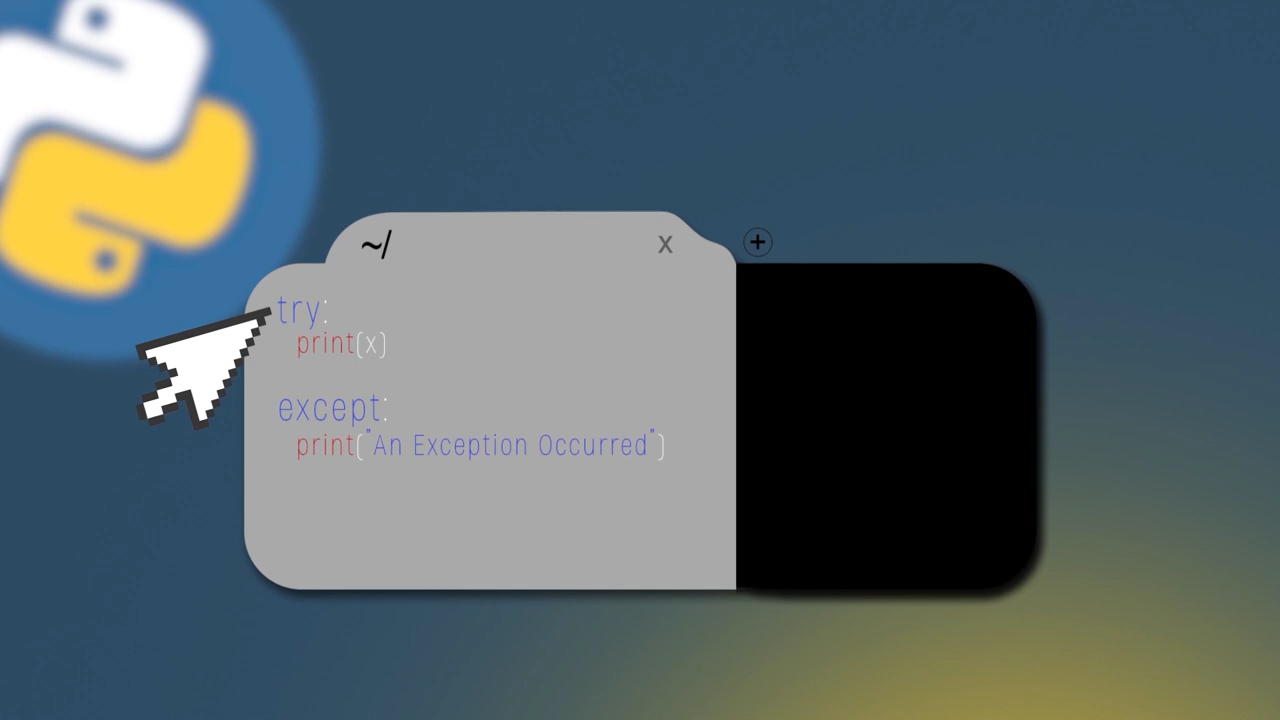 ~/ x +
try:
print(x)
except:
print("An Exception Occurred")